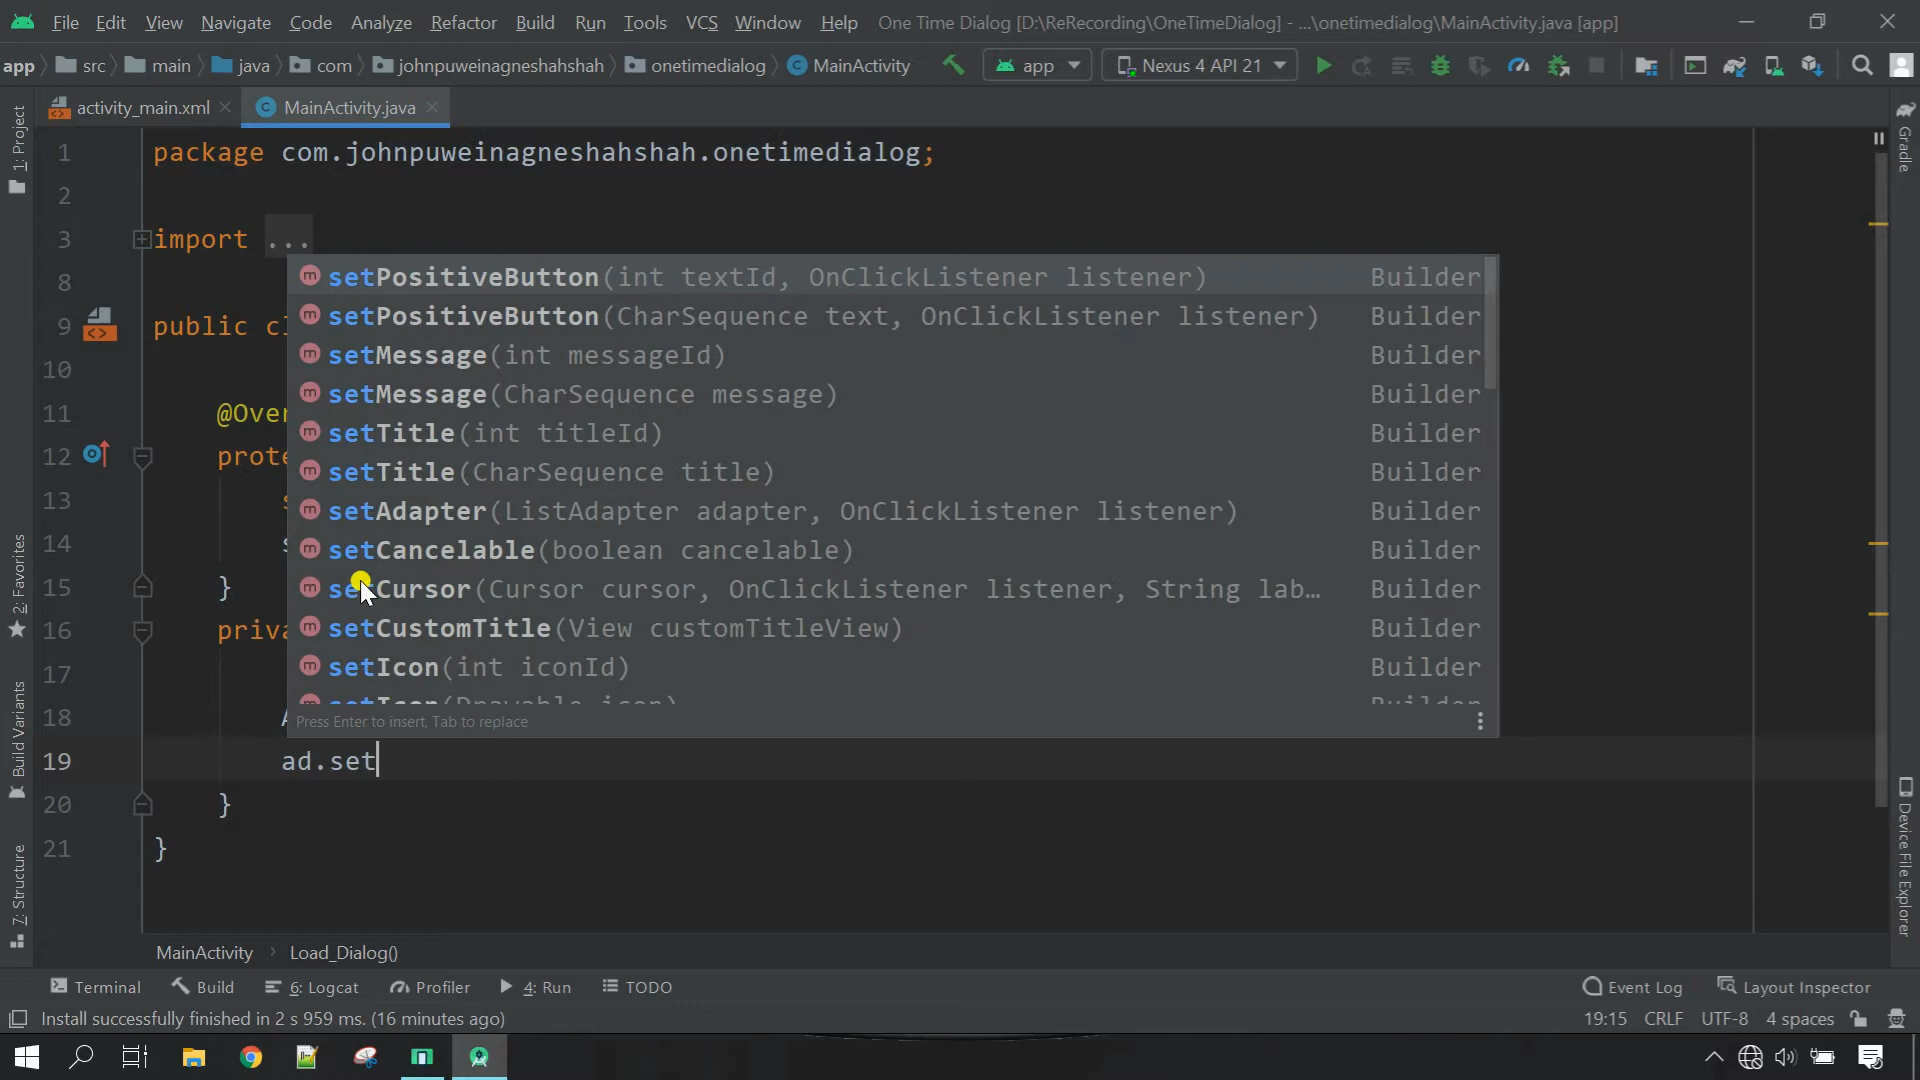 File Edit View Navigate Code Analyze Refactor Build Run Tools VCS Window Help One Time Dialog [D:\ReRecording\OneTimeDialog] - ...\onetimedialog\MainActivity.java [app]
app src main java com johnpuweinagneshahshah onetimedialog MainActivity app Nexus 4 API 21
activity_main.xml MainActivity.java
1: Project
2: Favorites
Build Variants
7: Structure
Gradle
Device File Explorer
1 package com.johnpuweinagneshahshah.onetimedialog;
2
3 import ...
8
9 public cl
10
11 @Over
12 prote
13 s
14 s
15 }
16 priva
17
18 A
19 ad.set
20 }
21 }
setPositiveButton(int textId, OnClickListener listener) Builder
setPositiveButton(CharSequence text, OnClickListener listener) Builder
setMessage(int messageId) Builder
setMessage(CharSequence message) Builder
setTitle(int titleId) Builder
setTitle(CharSequence title) Builder
setAdapter(ListAdapter adapter, OnClickListener listener) Builder
setCancelable(boolean cancelable) Builder
setCursor(Cursor cursor, OnClickListener listener, String lab... Builder
setCustomTitle(View customTitleView) Builder
setIcon(int iconId) Builder
setIcon(Drawable icon) Builder
Press Enter to insert, Tab to replace
MainActivity Load_Dialog()
Terminal Build 6: Logcat Profiler 4: Run TODO Event Log Layout Inspector
Install successfully finished in 2 s 959 ms. (16 minutes ago) 19:15 CRLF UTF-8 4 spaces